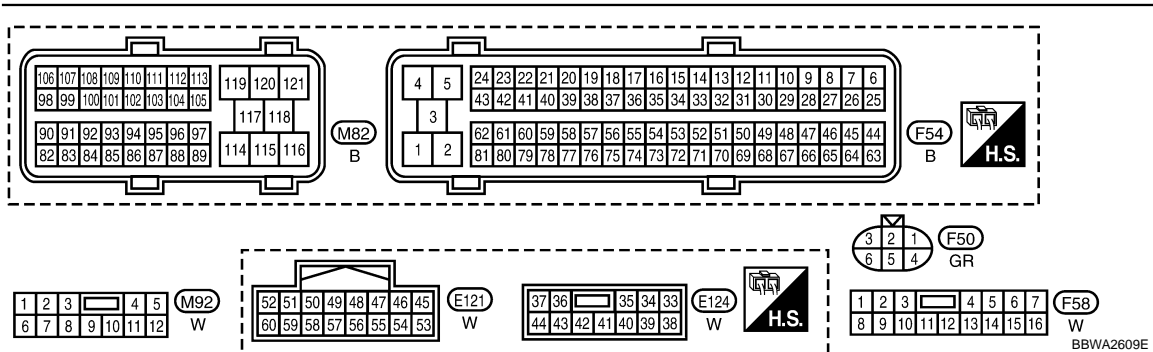 106 107 108 109 110 111 112 113
98 99 100 101 102 103 104 105
119 120 121
117 118
90 91 92 93 94 95 96 97
82 83 84 85 86 87 88 89
114 115 116
M82
B
4 5
3
1 2
24 23 22 21 20 19 18 17 16 15 14 13 12 11 10 9 8 7 6
43 42 41 40 39 38 37 36 35 34 33 32 31 30 29 28 27 26 25
62 61 60 59 58 57 56 55 54 53 52 51 50 49 48 47 46 45 44
81 80 79 78 77 76 75 74 73 72 71 70 69 68 67 66 65 64 63
F54
B
H.S.
3 2 1
6 5 4
F50
GR
1 2 3 4 5
6 7 8 9 10 11 12
M92
W
52 51 50 49 48 47 46 45
60 59 58 57 56 55 54 53
E121
W
37 36 35 34 33
44 43 42 41 40 39 38
E124
W
H.S.
1 2 3 4 5 6 7
8 9 10 11 12 13 14 15 16
F58
W
BBWA2609E